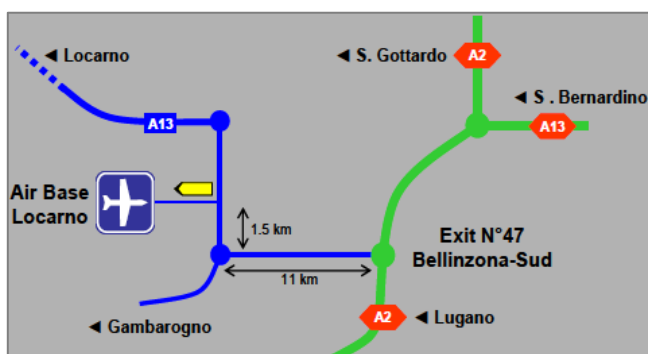 ◄ Locarno
◄ S. Gottardo
A2
◄ S . Bernardino
A13
A13
Air Base
Locarno
1.5 km
Exit N°47
Bellinzona-Sud
11 km
◄ Gambarogno
A2
◄ Lugano